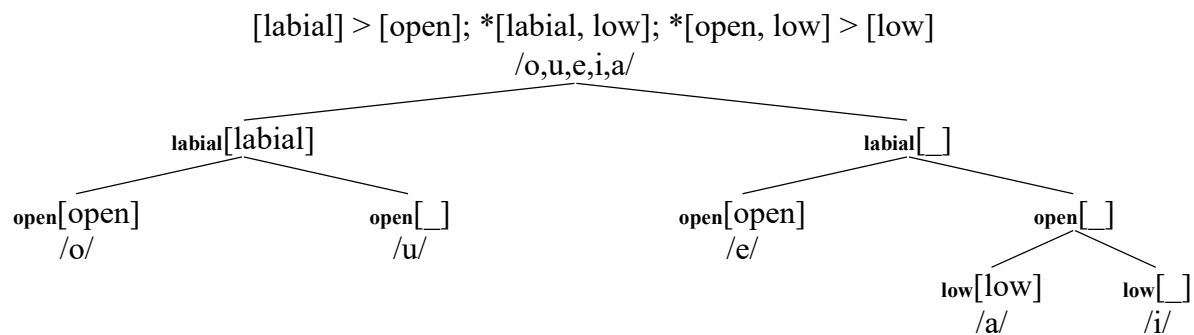 [labial] > [open]; *[labial, low]; *[open, low] > [low]
/o,u,e,i,a/
labial[labial] labial[_]
open[open] open[_] open[open] open[_]
/o/ /u/ /e/
low[low] low[_]
/a/ /i/